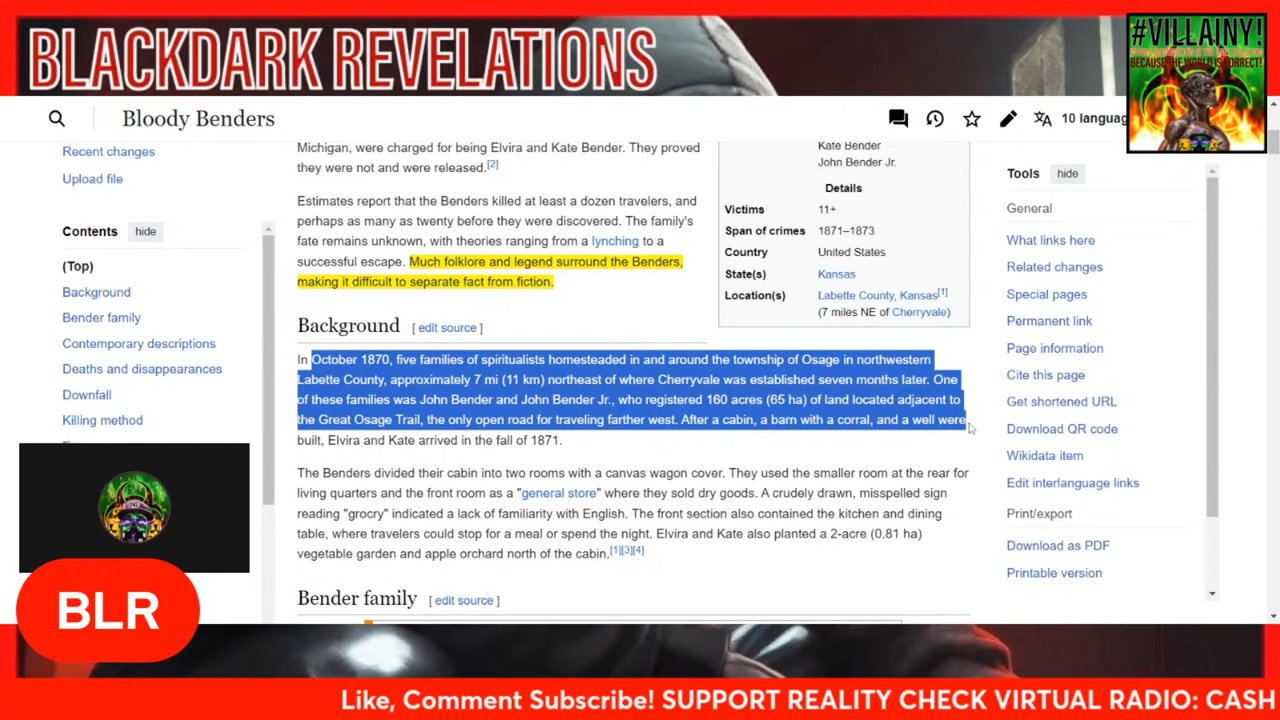 BLACKDARK REVELATIONS
#VILLAINY!
BECAUSE THE WORLD IS CORRECT!
Bloody Benders
10 languag
Recent changes
Upload file
Contents hide
(Top)
Background
Bender family
Contemporary descriptions
Deaths and disappearances
Downfall
Killing method
Michigan, were charged for being Elvira and Kate Bender. They proved
they were not and were released.[2]
Estimates report that the Benders killed at least a dozen travelers, and
perhaps as many as twenty before they were discovered. The family's
fate remains unknown, with theories ranging from a lynching to a
successful escape. Much folklore and legend surround the Benders,
making it difficult to separate fact from fiction.
Kate Bender
John Bender Jr.
Details
Victims 11+
Span of crimes 1871–1873
Country United States
State(s) Kansas
Location(s) Labette County, Kansas[1]
(7 miles NE of Cherryvale)
Background [ edit source ]
In October 1870, five families of spiritualists homesteaded in and around the township of Osage in northwestern
Labette County, approximately 7 mi (11 km) northeast of where Cherryvale was established seven months later. One
of these families was John Bender and John Bender Jr., who registered 160 acres (65 ha) of land located adjacent to
the Great Osage Trail, the only open road for traveling farther west. After a cabin, a barn with a corral, and a well were
built, Elvira and Kate arrived in the fall of 1871.
The Benders divided their cabin into two rooms with a canvas wagon cover. They used the smaller room at the rear for
living quarters and the front room as a "general store" where they sold dry goods. A crudely drawn, misspelled sign
reading "grocry" indicated a lack of familiarity with English. The front section also contained the kitchen and dining
table, where travelers could stop for a meal or spend the night. Elvira and Kate also planted a 2-acre (0.81 ha)
vegetable garden and apple orchard north of the cabin.[1][3][4]
Bender family [ edit source ]
Tools hide
General
What links here
Related changes
Special pages
Permanent link
Page information
Cite this page
Get shortened URL
Download QR code
Wikidata item
Edit interlanguage links
Print/export
Download as PDF
Printable version
BLR
Like, Comment Subscribe! SUPPORT REALITY CHECK VIRTUAL RADIO: CASH